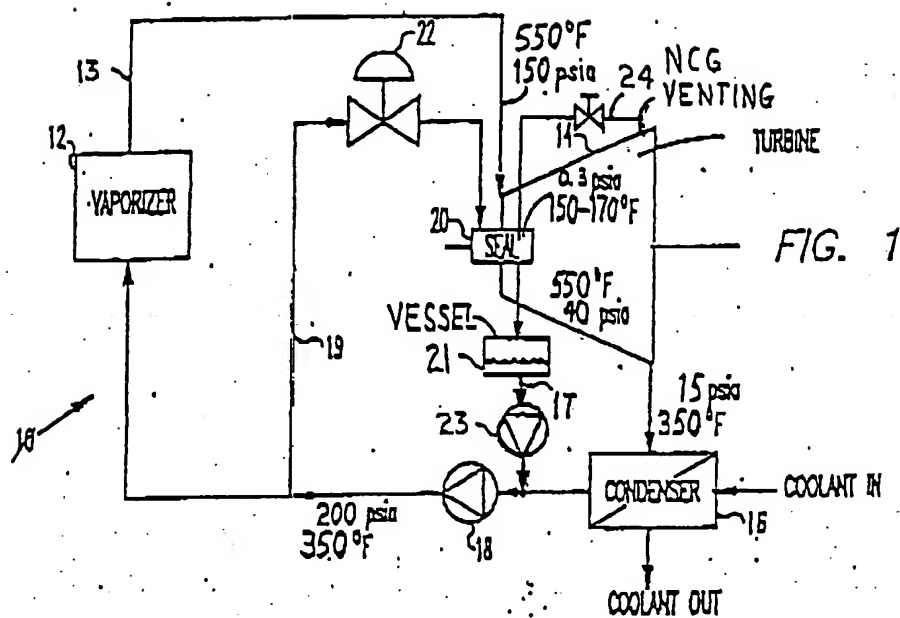 13
22
550°F
150 psia
NCG
24
VENTING
12
VAPORIZER
14
TURBINE
0.3 psia
150-170°F
20
SEAL
FIG. 1
550°F
40 psia
VESSEL
19
21
17
15 psia
350°F
10
23
CONDENSER
COOLANT IN
16
200 psia
350°F
18
COOLANT OUT